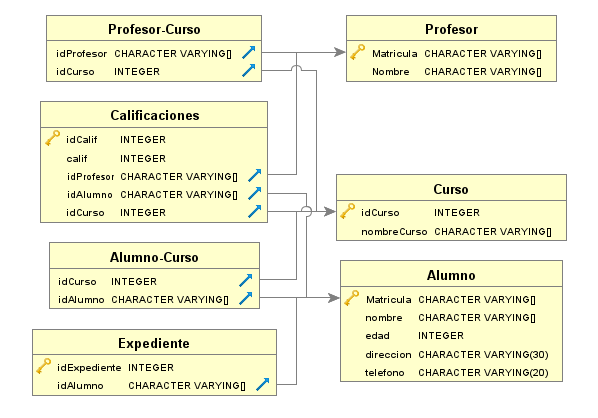 Profesor-Curso
idProfesor CHARACTER VARYING[]
idCurso INTEGER
Profesor
Matricula CHARACTER VARYING[]
Nombre CHARACTER VARYING[]
Calificaciones
idCalif INTEGER
calif INTEGER
idProfesor CHARACTER VARYING[]
idAlumno CHARACTER VARYING[]
idCurso INTEGER
Curso
idCurso INTEGER
nombreCurso CHARACTER VARYING[]
Alumno-Curso
idCurso INTEGER
idAlumno CHARACTER VARYING[]
Alumno
Matricula CHARACTER VARYING[]
nombre CHARACTER VARYING[]
edad INTEGER
direccion CHARACTER VARYING(30)
telefono CHARACTER VARYING(20)
Expediente
idExpediente INTEGER
idAlumno CHARACTER VARYING[]